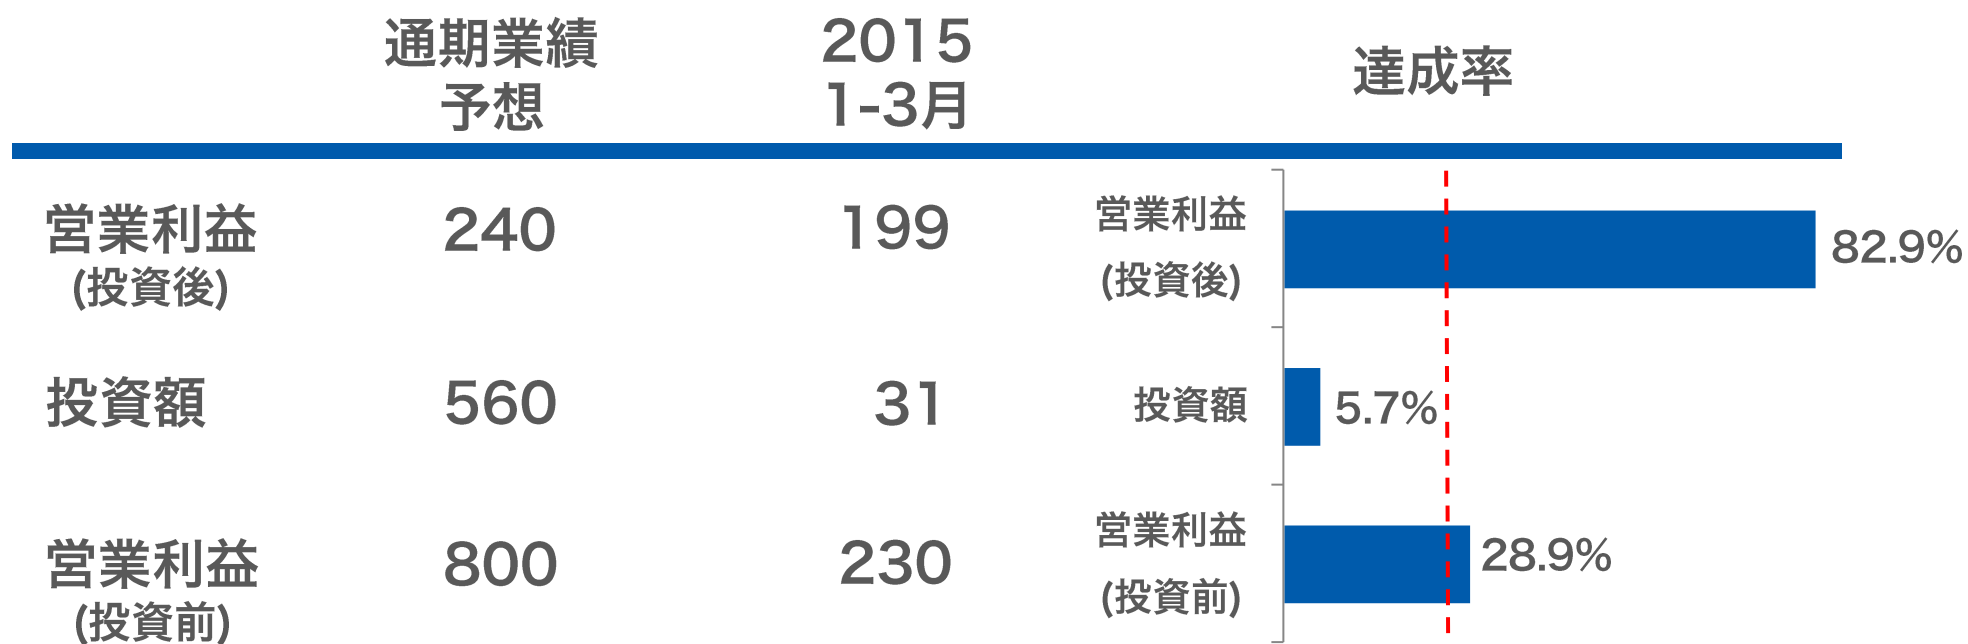 通期業績
予想
2015
1-3月
達成率
営業利益
(投資後)
240
199
営業利益
(投資後)
82.9%
投資額
560
31
投資額
5.7%
営業利益
(投資前)
800
230
営業利益
(投資前)
28.9%